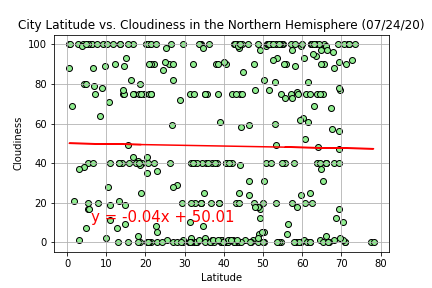 City Latitude vs. Cloudiness in the Northern Hemisphere (07/24/20)
100
80
60
40
20
0
Cloudiness
y = -0.04x + 50.01
0 10 20 30 40 50 60 70 80
Latitude